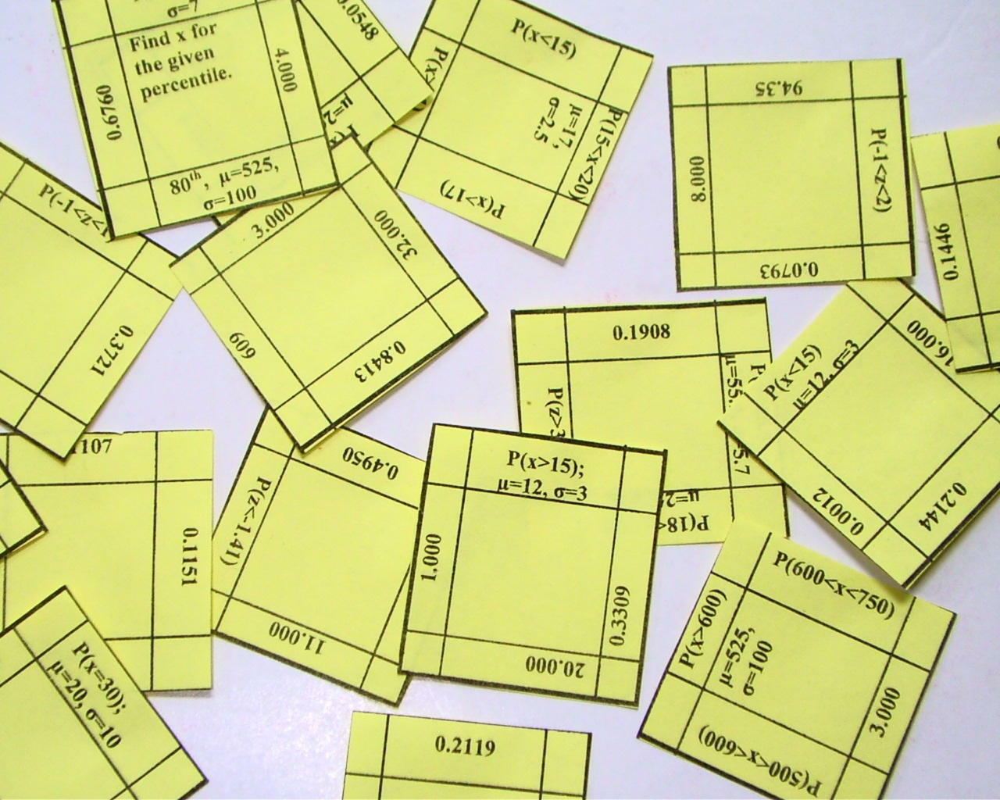 σ=7
Find x for
the given
percentile.
0.6790
4.000
80th, μ=525,
σ=100
0.0548
P(x<15)
μ=17,
σ=2.5
P(15<x<20)
P(x>17)
94.35
8.000
P(-1<z<2)
0.0793
0.1446
P(-1<z>1
0.3721
3.000
32.000
609
0.8413
0.1908
P(z>3
P(18<
P(x<15)
μ=12, σ=3
16.000
0.0012
0.2144
1107
0.1151
0.4950
P(z<-1.41)
11.000
P(x>15);
μ=12, σ=3
1.000
0.3309
20.000
P(600<x<750)
P(x>600)
μ=525,
σ=100
3.000
P(500<x<600)
P(x=30);
μ=20, σ=10
0.2119